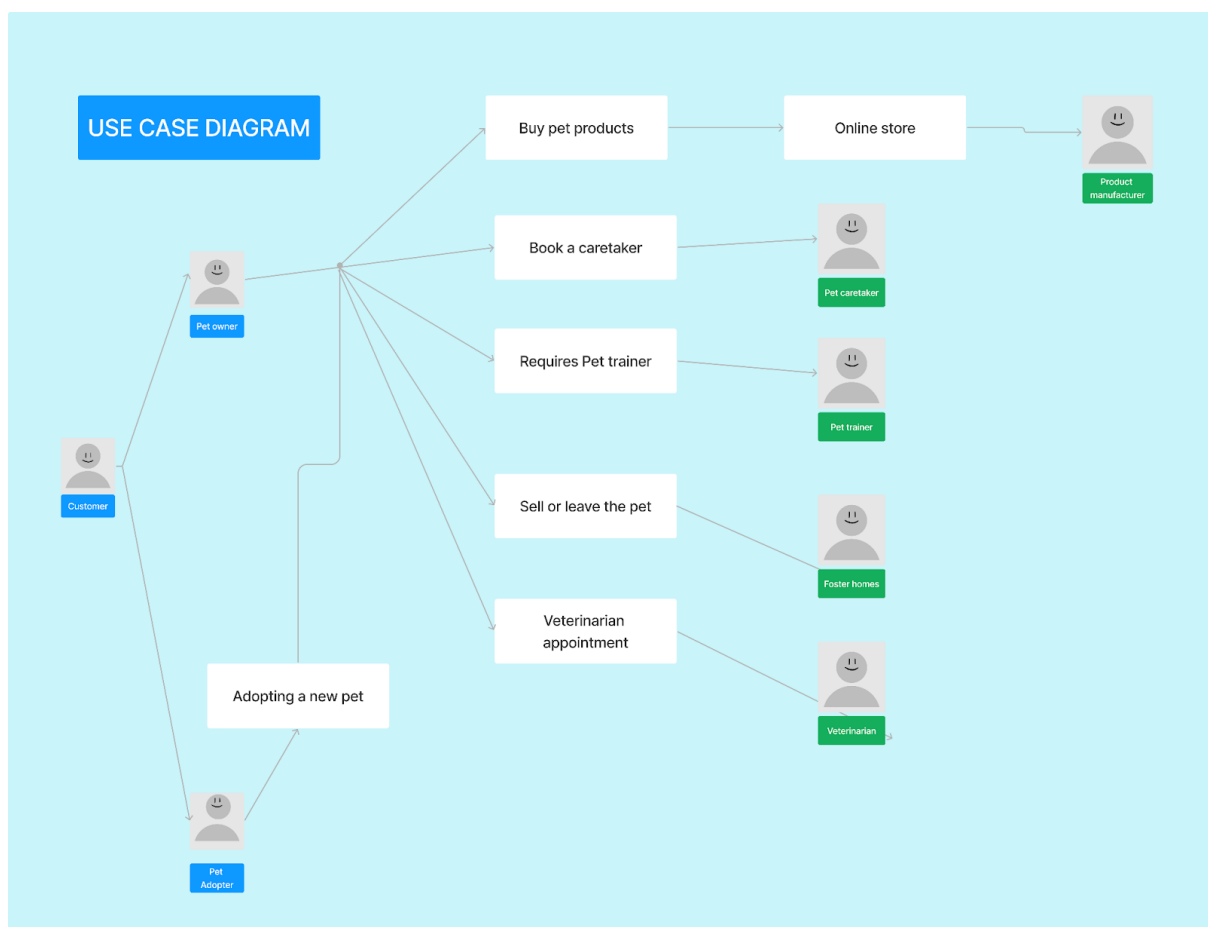 USE CASE DIAGRAM
Buy pet products
Online store
Product
manufacturer
Book a caretaker
Pet caretaker
Pet owner
Requires Pet trainer
Pet trainer
Customer
Sell or leave the pet
Foster homes
Veterinarian
appointment
Adopting a new pet
Veterinarian
Pet
Adopter